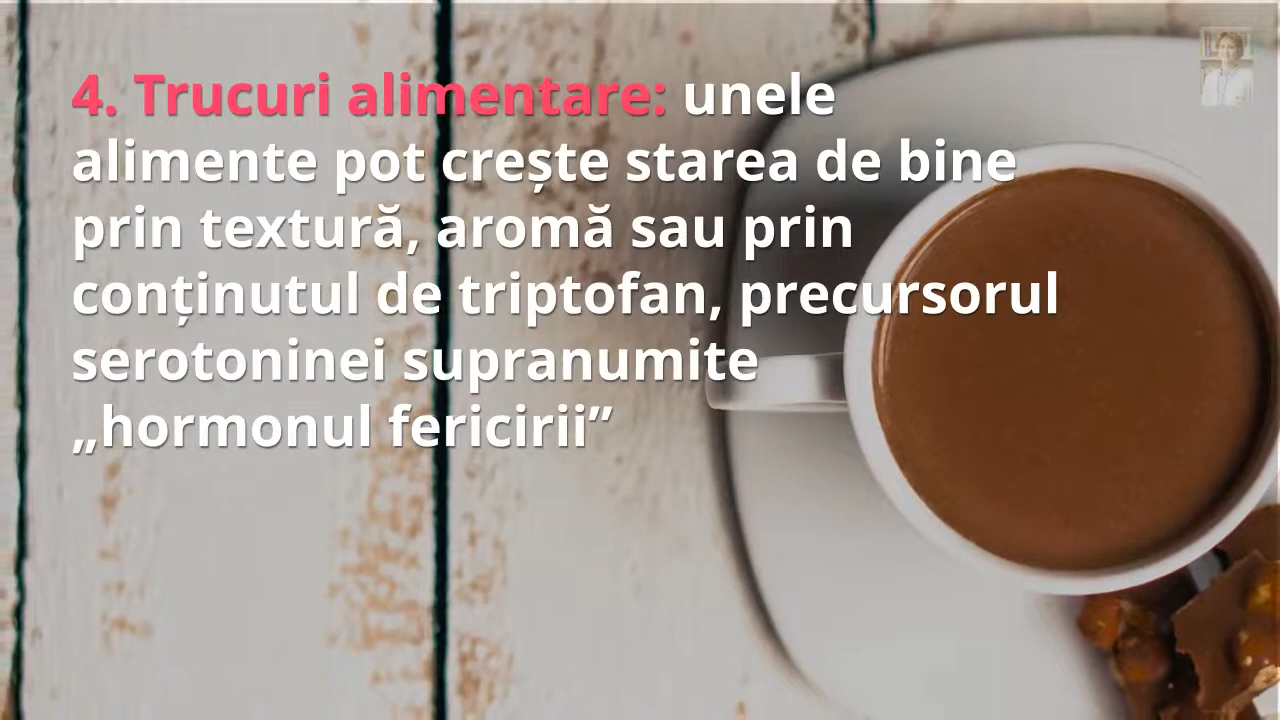 4. Trucuri alimentare: unele
alimente pot crește starea de bine
prin textură, aromă sau prin
conținutul de triptofan, precursorul
serotoninei supranumite
„hormonul fericirii”